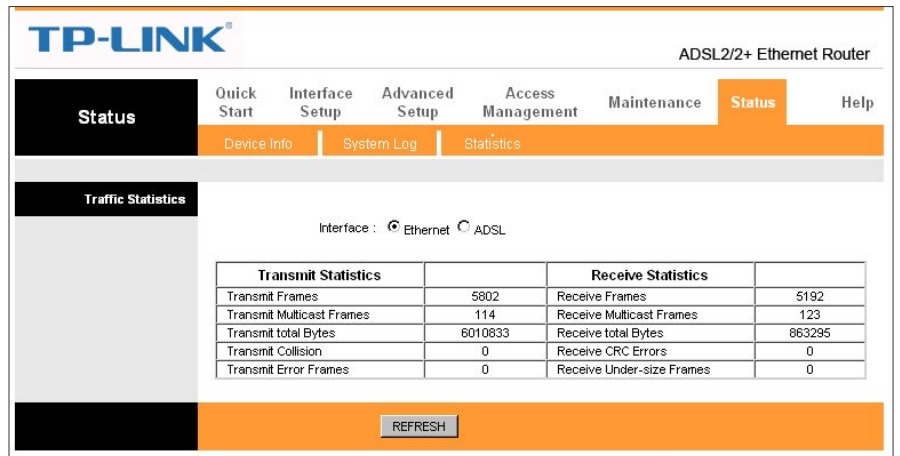 TP-LINK®
ADSL2/2+ Ethernet Router
Status
Quick Start Interface Setup Advanced Setup Access Management Maintenance Status Help
Device Info System Log Statistics
Traffic Statistics
Interface : Ethernet ADSL
Transmit Statistics Receive Statistics
Transmit Frames 5802 Receive Frames 5192
Transmit Multicast Frames 114 Receive Multicast Frames 123
Transmit total Bytes 6010833 Receive total Bytes 863295
Transmit Collision 0 Receive CRC Errors 0
Transmit Error Frames 0 Receive Under-size Frames 0
REFRESH